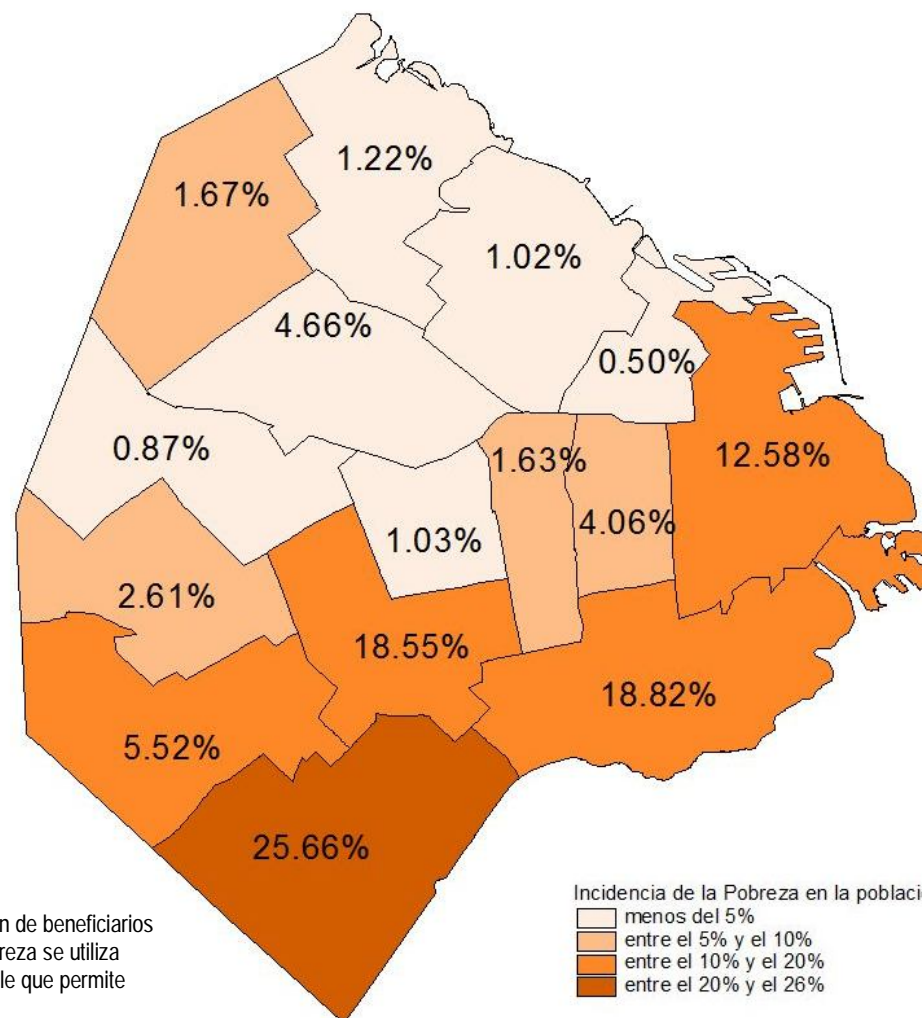 1.22%
1.67%
1.02%
4.66%
0.50%
0.87%
1.63%
12.58%
4.06%
1.03%
2.61%
18.55%
18.82%
5.52%
25.66%
n de beneficiarios
reza se utiliza
le que permite
Incidencia de la Pobreza en la població
menos del 5%
entre el 5% y el 10%
entre el 10% y el 20%
entre el 20% y el 26%